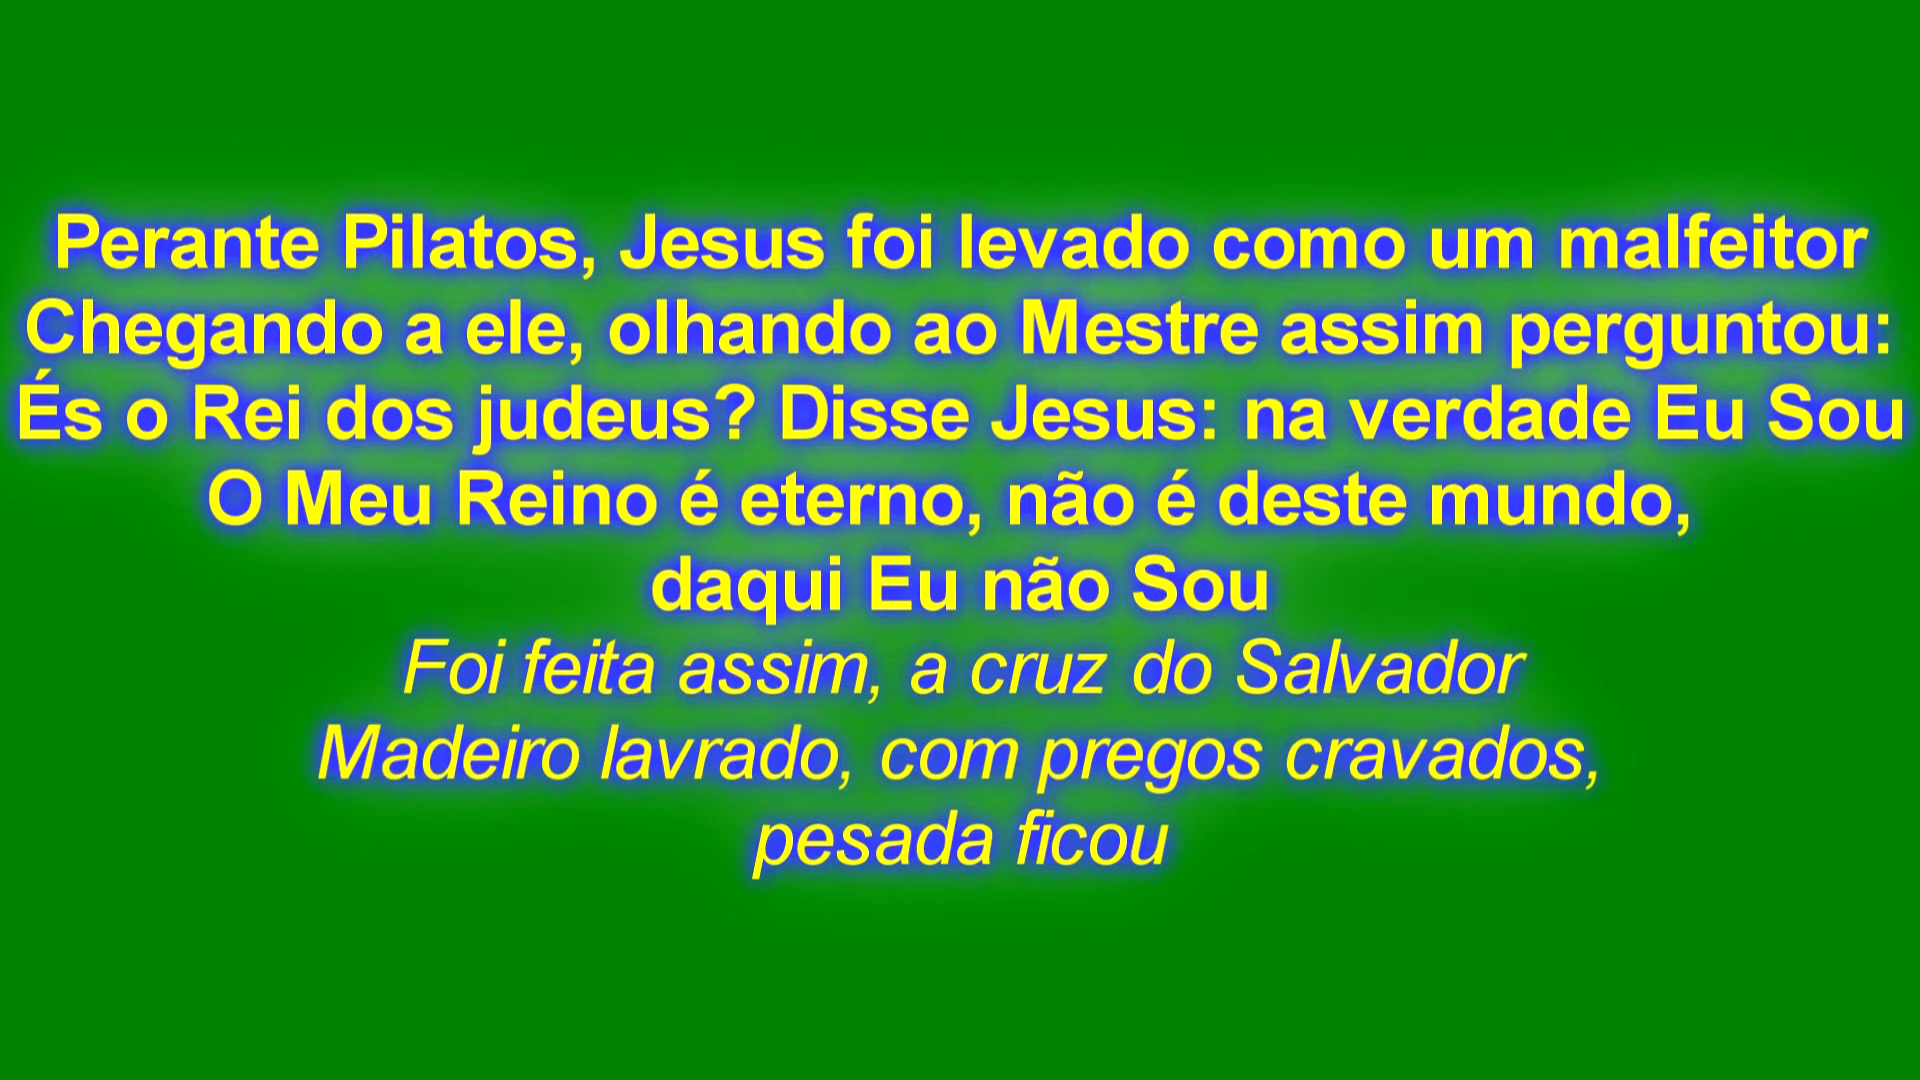 Perante Pilatos, Jesus foi levado como um malfeitor
Chegando a ele, olhando ao Mestre assim perguntou:
És o Rei dos judeus? Disse Jesus: na verdade Eu Sou
O Meu Reino é eterno, não é deste mundo,
daqui Eu não Sou
Foi feita assim, a cruz do Salvador
Madeiro lavrado, com pregos cravados,
pesada ficou